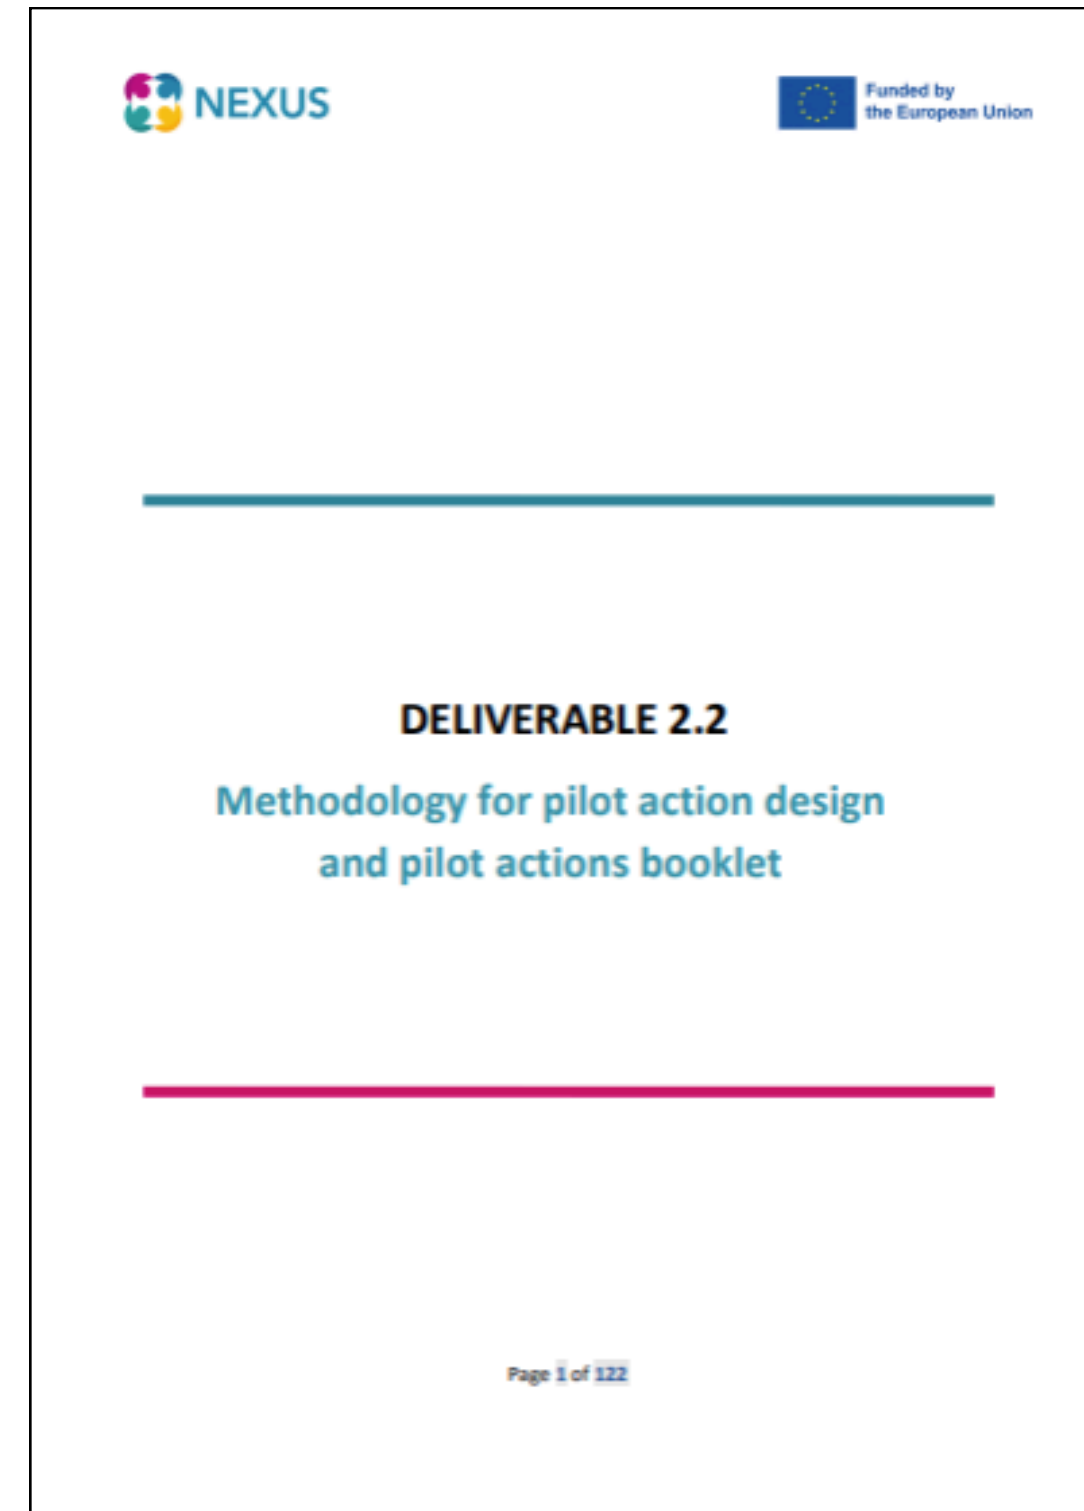 NEXUS
Funded by
the European Union
DELIVERABLE 2.2
Methodology for pilot action design
and pilot actions booklet
Page 1 of 122